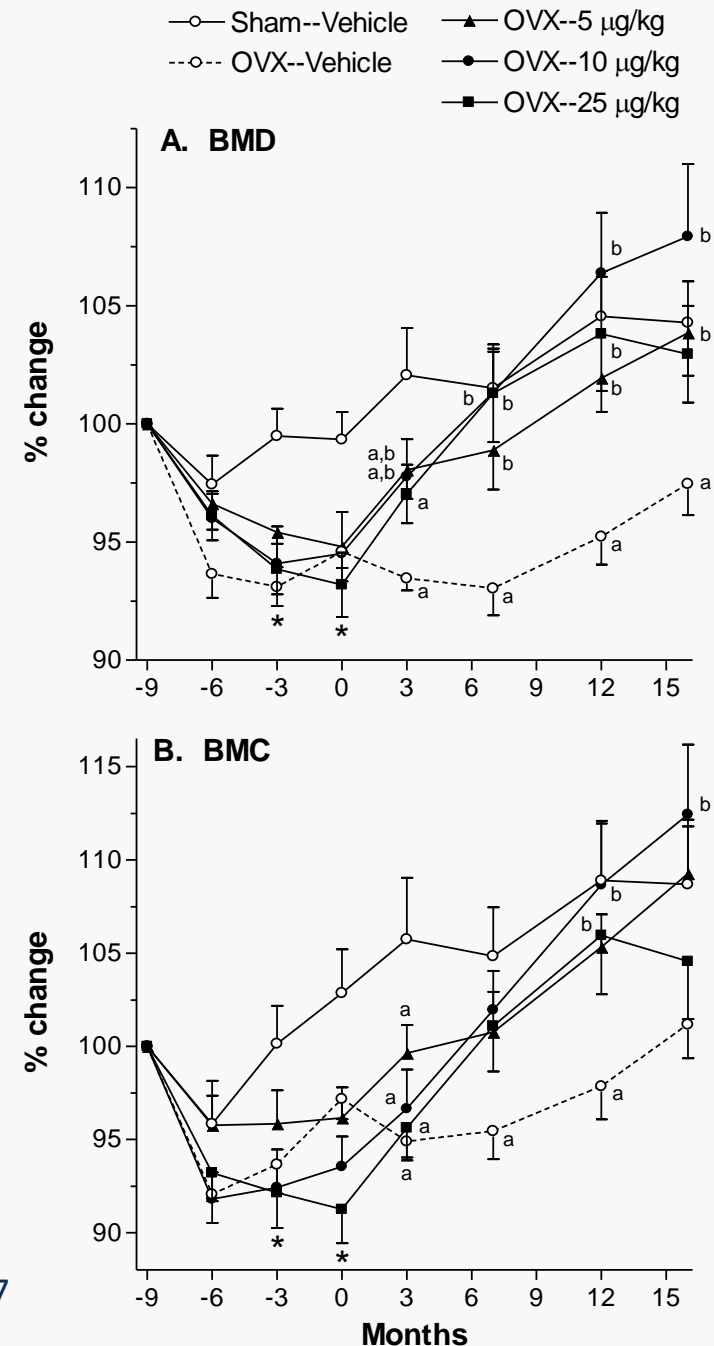 Sham--Vehicle
OVX--Vehicle
OVX--5 μg/kg
OVX--10 μg/kg
OVX--25 μg/kg
A. BMD
110
105
100
95
90
% change
b
b
b
b
b
b
b
b
a,b
a,b
a
a
a
a
a
*
*
-9 -6 -3 0 3 6 9 12 15
B. BMC
115
110
105
100
95
90
% change
b
b
b
a
a
a
a
a
a
*
*
-9 -6 -3 0 3 6 9 12 15
Months
7